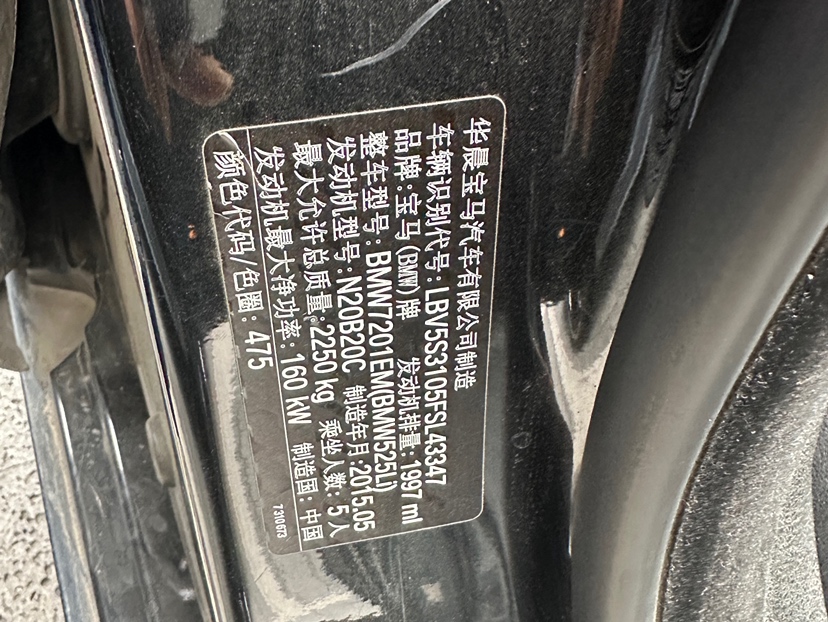 华晨宝马汽车有限公司制造
车辆识别代号: LBV5S3105FSL43347
品牌: 宝马(BMW)牌 发动机排量: 1997 ml
整车型号: BMW7201EM(BMW525Li)
发动机型号: N20B20C 制造年月: 2015.05
最大允许总质量: 2250 kg 乘坐人数: 5人
发动机最大净功率: 160 kW 制造国: 中国
颜色代码/色圈: 475
7310673